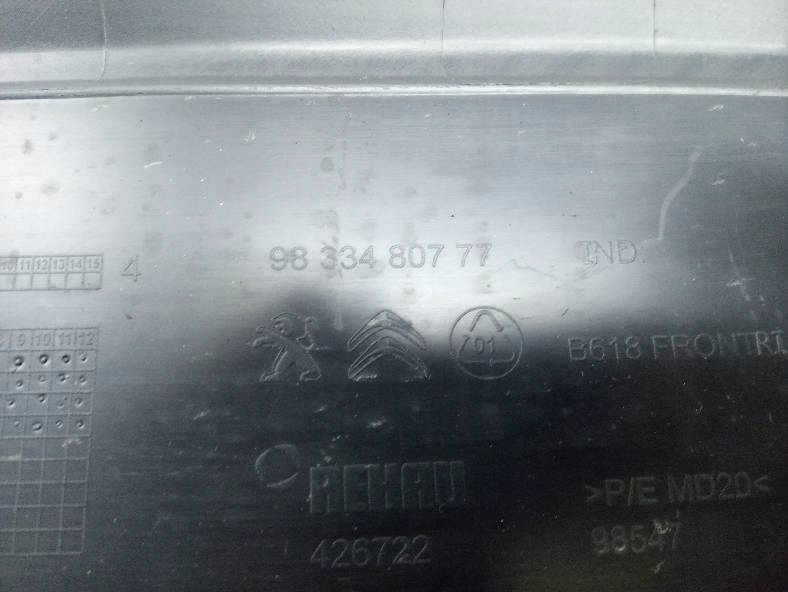 10 11 12 13 14 15
4
98 334 807 77 IND.
01
B618 FRONTRI
9 10 11 12
REHAU
>P/E MD20<
426722
98647